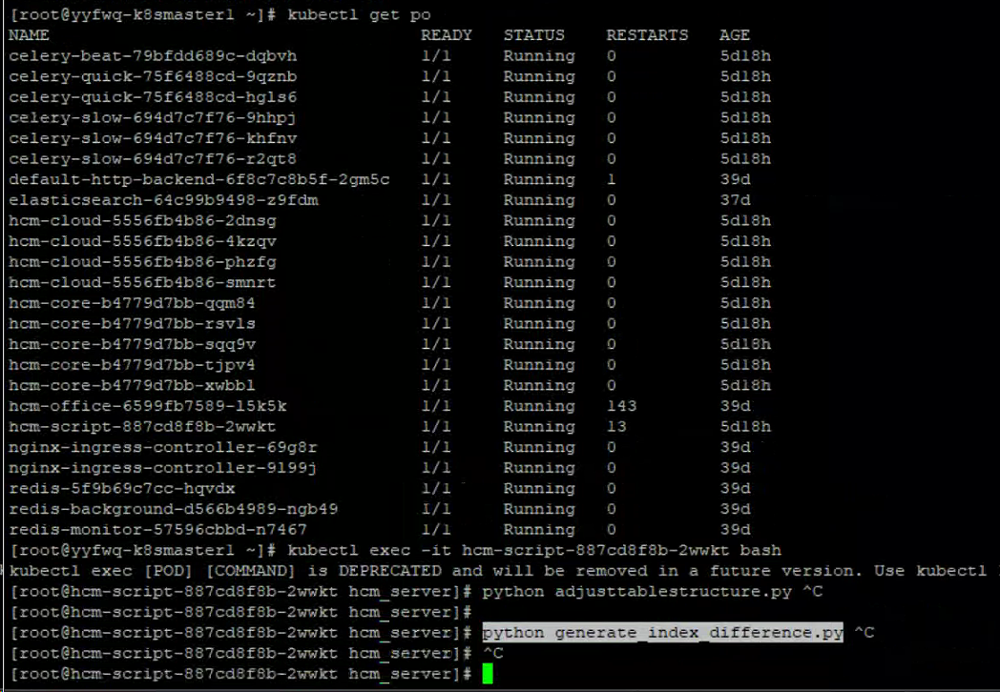 [root@yyfwq-k8smaster1 ~]# kubectl get po
NAME READY STATUS RESTARTS AGE
celery-beat-79bfdd689c-dqbvh 1/1 Running 0 5d18h
celery-quick-75f6488cd-9qznb 1/1 Running 0 5d18h
celery-quick-75f6488cd-hgls6 1/1 Running 0 5d18h
celery-slow-694d7c7f76-9hhpj 1/1 Running 0 5d18h
celery-slow-694d7c7f76-khfnv 1/1 Running 0 5d18h
celery-slow-694d7c7f76-r2qt8 1/1 Running 0 5d18h
default-http-backend-6f8c7c8b5f-2gm5c 1/1 Running 1 39d
elasticsearch-64c99b9498-z9fdm 1/1 Running 0 37d
hcm-cloud-5556fb4b86-2dnsg 1/1 Running 0 5d18h
hcm-cloud-5556fb4b86-4kzqv 1/1 Running 0 5d18h
hcm-cloud-5556fb4b86-phzfg 1/1 Running 0 5d18h
hcm-cloud-5556fb4b86-smnrt 1/1 Running 0 5d18h
hcm-core-b4779d7bb-qqm84 1/1 Running 0 5d18h
hcm-core-b4779d7bb-rsvls 1/1 Running 0 5d18h
hcm-core-b4779d7bb-sqq9v 1/1 Running 0 5d18h
hcm-core-b4779d7bb-tjpv4 1/1 Running 0 5d18h
hcm-core-b4779d7bb-xwbbl 1/1 Running 0 5d18h
hcm-office-6599fb7589-l5k5k 1/1 Running 143 39d
hcm-script-887cd8f8b-2wwkt 1/1 Running 13 5d18h
nginx-ingress-controller-69g8r 1/1 Running 0 39d
nginx-ingress-controller-9l99j 1/1 Running 0 39d
redis-5f9b69c7cc-hqvdx 1/1 Running 0 39d
redis-background-d566b4989-ngb49 1/1 Running 0 39d
redis-monitor-57596cbbd-n7467 1/1 Running 0 39d
[root@yyfwq-k8smaster1 ~]# kubectl exec -it hcm-script-887cd8f8b-2wwkt bash
kubectl exec [POD] [COMMAND] is DEPRECATED and will be removed in a future version. Use kubectl
[root@hcm-script-887cd8f8b-2wwkt hcm_server]# python adjusttablestructure.py ^C
[root@hcm-script-887cd8f8b-2wwkt hcm_server]#
[root@hcm-script-887cd8f8b-2wwkt hcm_server]# python generate_index_difference.py ^C
[root@hcm-script-887cd8f8b-2wwkt hcm_server]# ^C
[root@hcm-script-887cd8f8b-2wwkt hcm_server]#